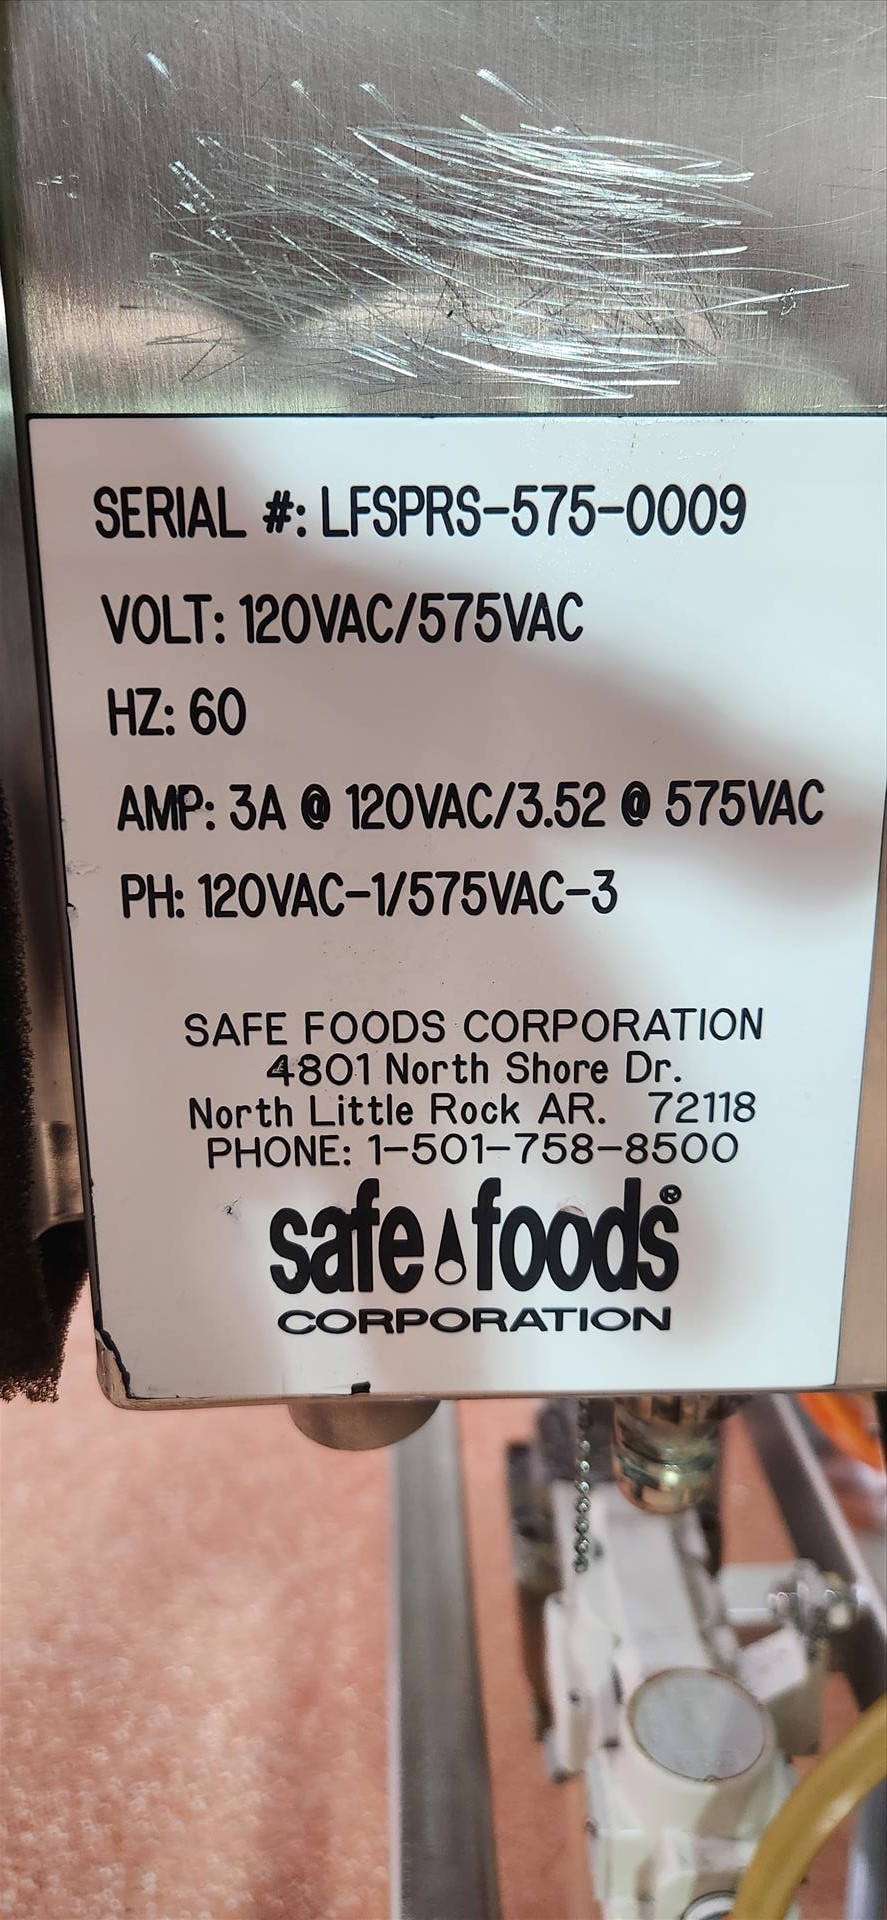 SERIAL #: LFSPRS-575-0009
VOLT: 120VAC/575VAC
HZ: 60
AMP: 3A @ 120VAC/3.52 @ 575VAC
PH: 120VAC-1/575VAC-3
SAFE FOODS CORPORATION
4801 North Shore Dr.
North Little Rock AR. 72118
PHONE: 1-501-758-8500
safe foods®
CORPORATION